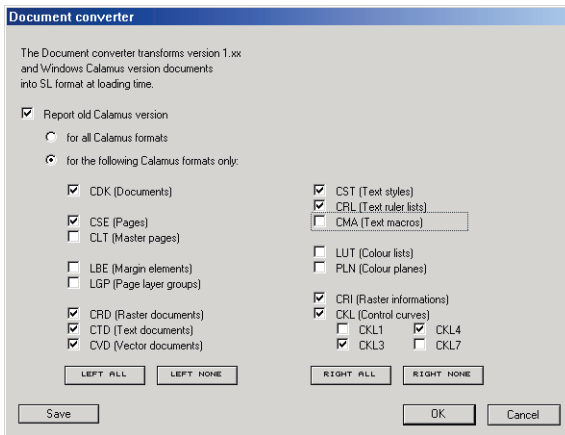 Document converter
The Document converter transforms version 1.xx
and Windows Calamus version documents
into SL format at loading time.
Report old Calamus version
for all Calamus formats
for the following Calamus formats only:
CDK (Documents)
CSE (Pages)
CLT (Master pages)
LBE (Margin elements)
LGP (Page layer groups)
CRD (Raster documents)
CTD (Text documents)
CVD (Vector documents)
LEFT ALL LEFT NONE
CST (Text styles)
CRL (Text ruler lists)
CMA (Text macros)
LUT (Colour lists)
PLN (Colour planes)
CRI (Raster informations)
CKL (Control curves)
CKL1 CKL4
CKL3 CKL7
RIGHT ALL RIGHT NONE
Save OK Cancel